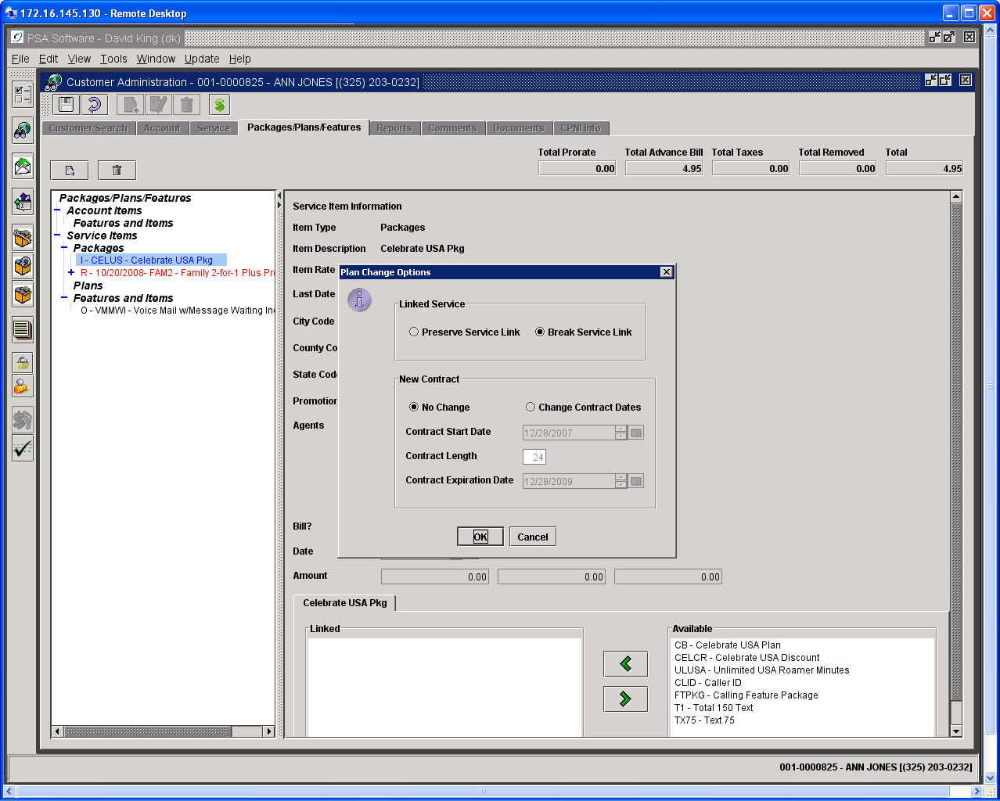 172.16.145.130 - Remote Desktop
PSA Software - David King (dk)
File Edit View Tools Window Update Help
Customer Administration - 001-0000825 - ANN JONES [(325) 203-0232]
Customer Search Account Service Packages/Plans/Features Reports Comments Documents CPNI Info
Total Prorate Total Advance Bill Total Taxes Total Removed Total
0.00 4.95 0.00 0.00 4.95
Packages/Plans/Features
Account Items
Features and Items
Service Items
Packages
I - CELUS - Celebrate USA Pkg
R - 10/20/2008- FAM2 - Family 2-for-1 Plus Pr
Plans
Features and Items
O - VMMWI - Voice Mail w/Message Waiting In
Service Item Information
Item Type Packages
Item Description Celebrate USA Pkg
Item Rate
Last Date
City Code
County Co
State Code
Promotion
Agents
Bill?
Date
Amount 0.00 0.00 0.00
Plan Change Options
Linked Service
Preserve Service Link Break Service Link
New Contract
No Change Change Contract Dates
Contract Start Date 12/28/2007
Contract Length 24
Contract Expiration Date 12/28/2009
OK Cancel
Celebrate USA Pkg
Linked
Available
CB - Celebrate USA Plan
CELCR - Celebrate USA Discount
ULUSA - Unlimited USA Roamer Minutes
CLID - Caller ID
FTPKG - Calling Feature Package
T1 - Total 150 Text
TX75 - Text 75
001-0000825 - ANN JONES [(325) 203-0232]